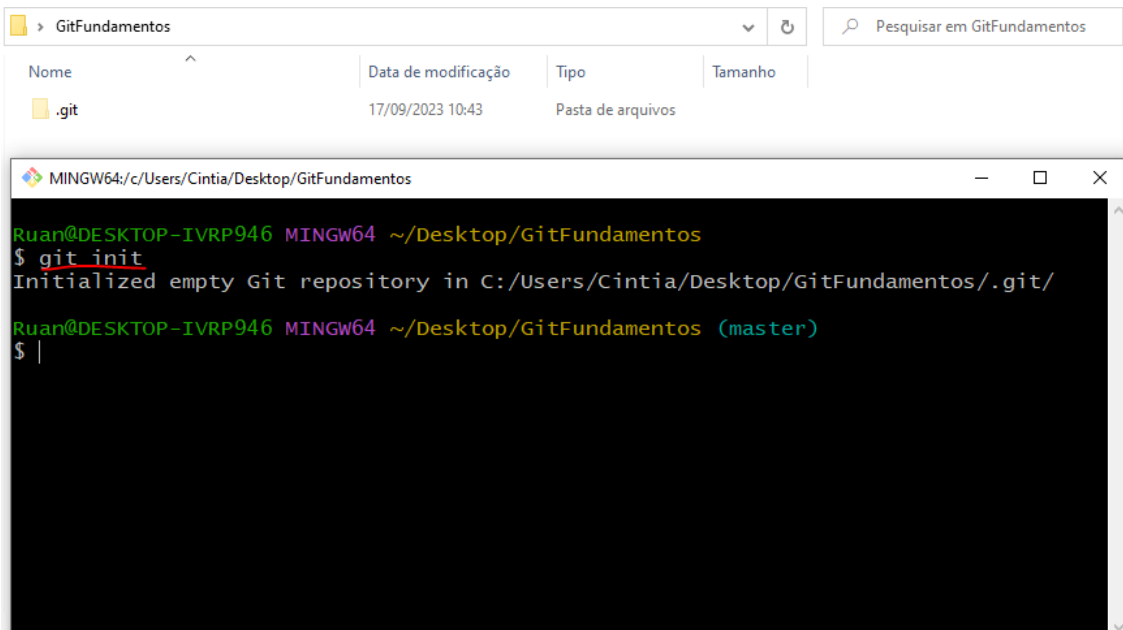 GitFundamentos
Pesquisar em GitFundamentos
Nome Data de modificação Tipo Tamanho
.git 17/09/2023 10:43 Pasta de arquivos
MINGW64:/c/Users/Cintia/Desktop/GitFundamentos
Ruan@DESKTOP-IVRP946 MINGW64 ~/Desktop/GitFundamentos
$ git init
Initialized empty Git repository in C:/Users/Cintia/Desktop/GitFundamentos/.git/
Ruan@DESKTOP-IVRP946 MINGW64 ~/Desktop/GitFundamentos (master)
$